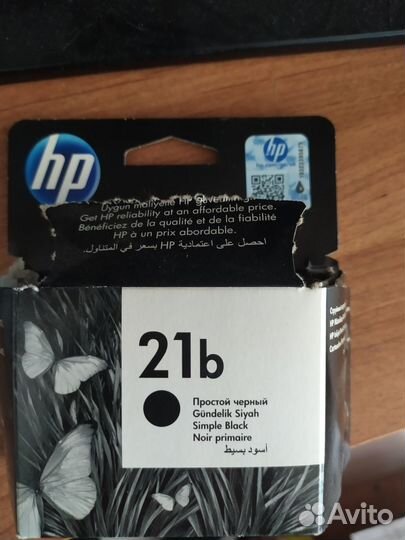 hp
hp
Uygun maliyetle HP güvenilirliği
Get HP reliability at an affordable price.
Bénéficiez de la qualité et de la fiabilité
HP à un prix abordable.
احصل على اعتمادية HP بسعر في المتناول.
21b
Простой черный
Gündelik Siyah
Simple Black
Noir primaire
أسود بسيط
Avito